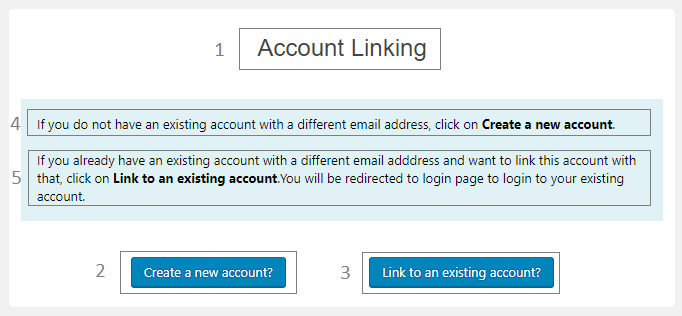 1 Account Linking
4 If you do not have an existing account with a different email address, click on Create a new account.
If you already have an existing account with a different email adddress and want to link this account with
5 that, click on Link to an existing account.You will be redirected to login page to login to your existing
account.
2 Create a new account? 3 Link to an existing account?